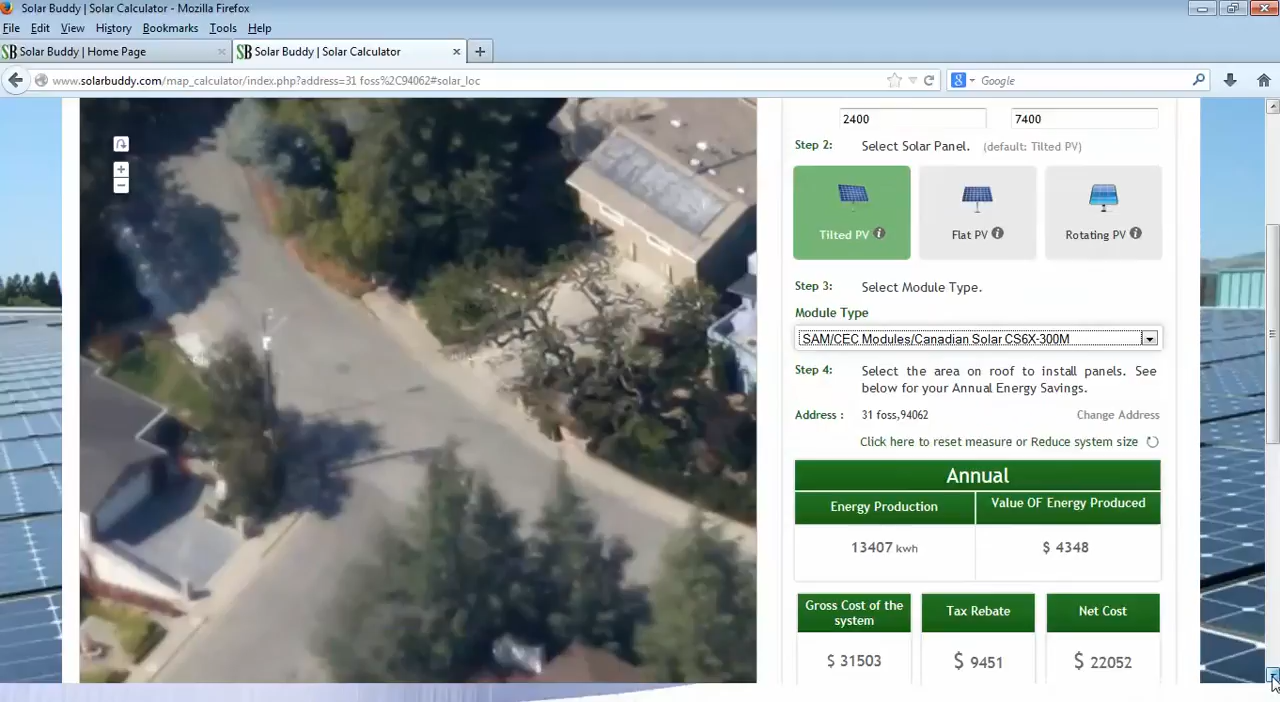 Solar Buddy | Solar Calculator - Mozilla Firefox
File Edit View History Bookmarks Tools Help
SB Solar Buddy | Home Page × SB Solar Buddy | Solar Calculator × +
www.solarbuddy.com/map_calculator/index.php?address=31 foss%2C94062#solar_loc
Google
2400 7400
Step 2: Select Solar Panel. (default: Tilted PV)
Tilted PV Flat PV Rotating PV
Step 3: Select Module Type.
Module Type
SAM/CEC Modules/Canadian Solar CS6X-300M
Step 4: Select the area on roof to install panels. See
below for your Annual Energy Savings.
Address : 31 foss,94062 Change Address
Click here to reset measure or Reduce system size
Annual
Energy Production Value OF Energy Produced
13407 kwh $ 4348
Gross Cost of the
system
Tax Rebate Net Cost
$ 31503 $ 9451 $ 22052